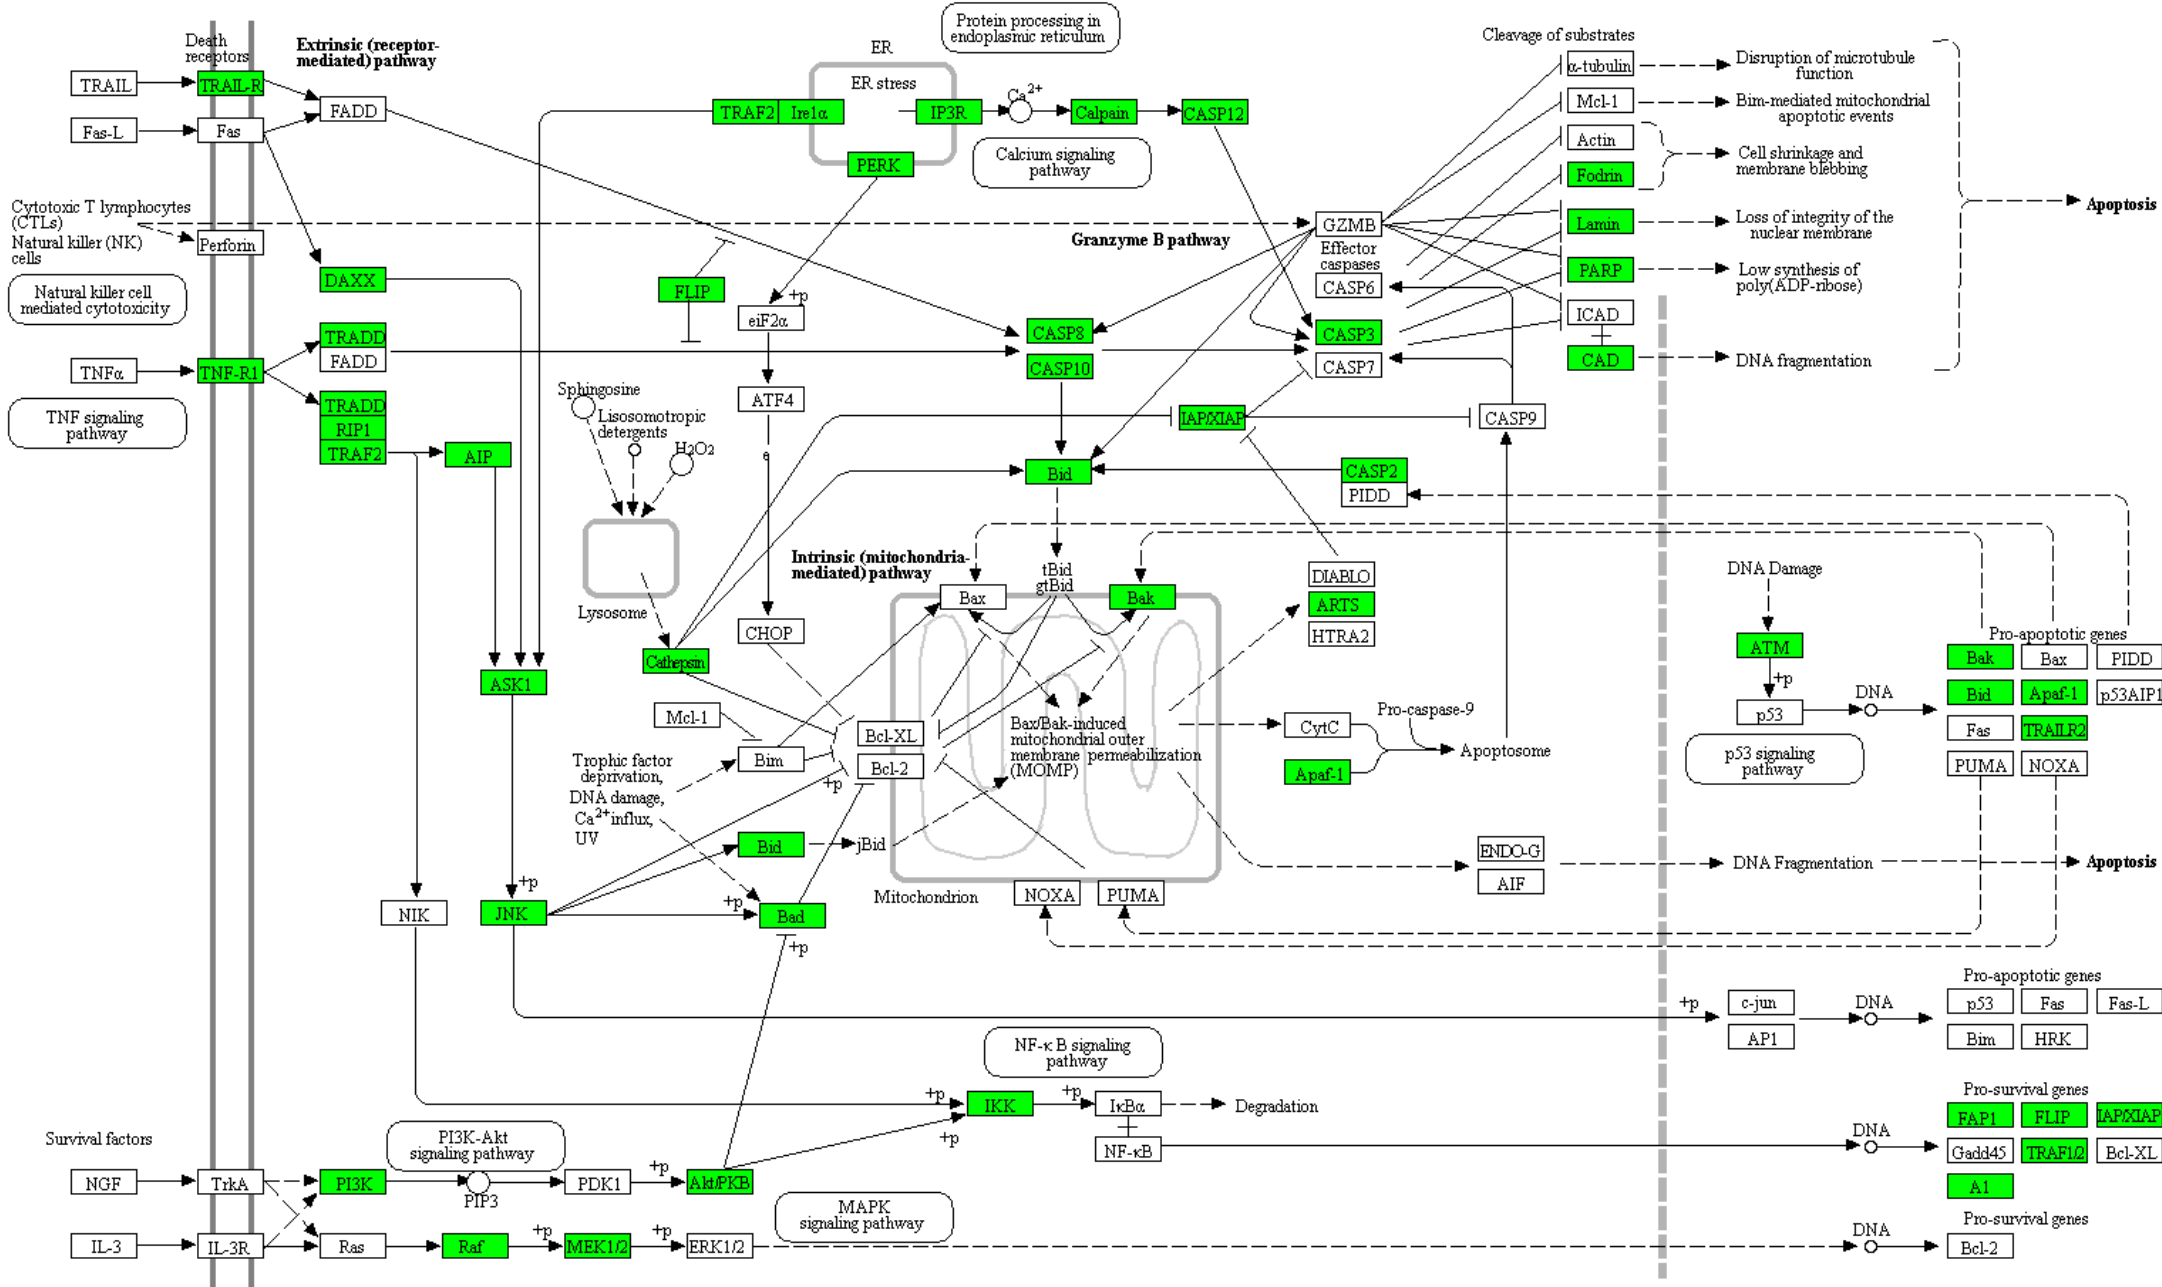 Protein processing in
endoplasmic reticulum
Death
receptors
Extrinsic (receptor-
mediated) pathway
ER
ER stress
Cleavage of substrates
TRAIL
TRAIL-R
FADD
Fas-L
Fas
TRAF2
Ire1α
IP3R
Ca2+
Calpain
CASP12
PERK
Calcium signaling
pathway
α-tubulin
Disruption of microtubule
function
Mcl-1
Bim-mediated mitochondrial
apoptotic events
Actin
Cell shrinkage and
membrane blebbing
Fodrin
Lamin
Loss of integrity of the
nuclear membrane
PARP
Low synthesis of
poly(ADP-ribose)
ICAD
CAD
DNA fragmentation
Apoptosis
Cytotoxic T lymphocytes
(CTLs)
Natural killer (NK)
cells
Perforin
Natural killer cell
mediated cytotoxicity
Granzyme B pathway
GZMB
Effector
caspases
CASP6
CASP3
CASP7
DAXX
FLIP
+p
eiF2α
CASP8
CASP10
TRADD
FADD
TNFα
TNF-R1
TNF signaling
pathway
TRADD
RIP1
TRAF2
AIP
Sphingosine
Lisosomotropic
detergents
H2O2
ATF4
e
IAP/XIAP
CASP9
Bid
CASP2
PIDD
Intrinsic (mitochondria-
mediated) pathway
tBid
gtBid
Bax
Bak
DIABLO
ARTS
HTRA2
Lysosome
CHOP
Cathepsin
ASK1
Mcl-1
Bim
Bcl-XL
Bcl-2
+p
Bax/Bak-induced
mitochondrial outer
membrane permeabilization
(MOMP)
CytC
Pro-caspase-9
Apoptosome
Apaf-1
DNA Damage
ATM
+p
p53
DNA
p53 signaling
pathway
Pro-apoptotic genes
Bak
Bax
PIDD
Bid
Apaf-1
p53AIP1
Fas
TRAILR2
PUMA
NOXA
Trophic factor
deprivation,
DNA damage,
Ca2+influx,
UV
Bid
jBid
Mitochondrion
NOXA
PUMA
ENDO-G
AIF
DNA Fragmentation
Apoptosis
NIK
+p
JNK
+p
Bad
+p
+p
c-jun
AP1
DNA
Pro-apoptotic genes
p53
Fas
Fas-L
Bim
HRK
NF-κB signaling
pathway
+p
IKK
+p
IκBα
Degradation
+p
NF-κB
DNA
Pro-survival genes
FAP1
FLIP
IAP/XIAP
Gadd45
TRAF1/2
Bcl-XL
A1
Survival factors
PI3K-Akt
signaling pathway
NGF
TrkA
PI3K
PIP3
PDK1
+p
Akt/PKB
MAPK
signaling pathway
IL-3
IL-3R
Ras
Raf
+p
MEK1/2
+p
ERK1/2
DNA
Pro-survival genes
Bcl-2